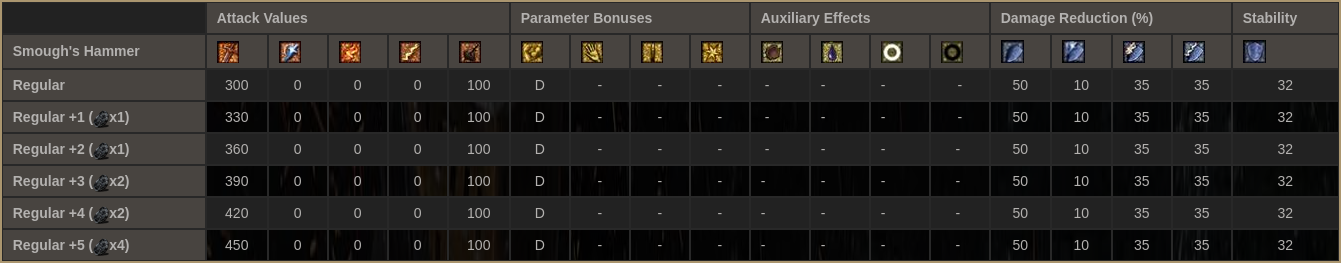 Attack Values Parameter Bonuses Auxiliary Effects Damage Reduction (%) Stability
Smough's Hammer
Regular 300 0 0 0 100 D - - - - - - - 50 10 35 35 32
Regular +1 (x1) 330 0 0 0 100 D - - - - - - - 50 10 35 35 32
Regular +2 (x1) 360 0 0 0 100 D - - - - - - - 50 10 35 35 32
Regular +3 (x2) 390 0 0 0 100 D - - - - - - - 50 10 35 35 32
Regular +4 (x2) 420 0 0 0 100 D - - - - - - - 50 10 35 35 32
Regular +5 (x4) 450 0 0 0 100 D - - - - - - - 50 10 35 35 32